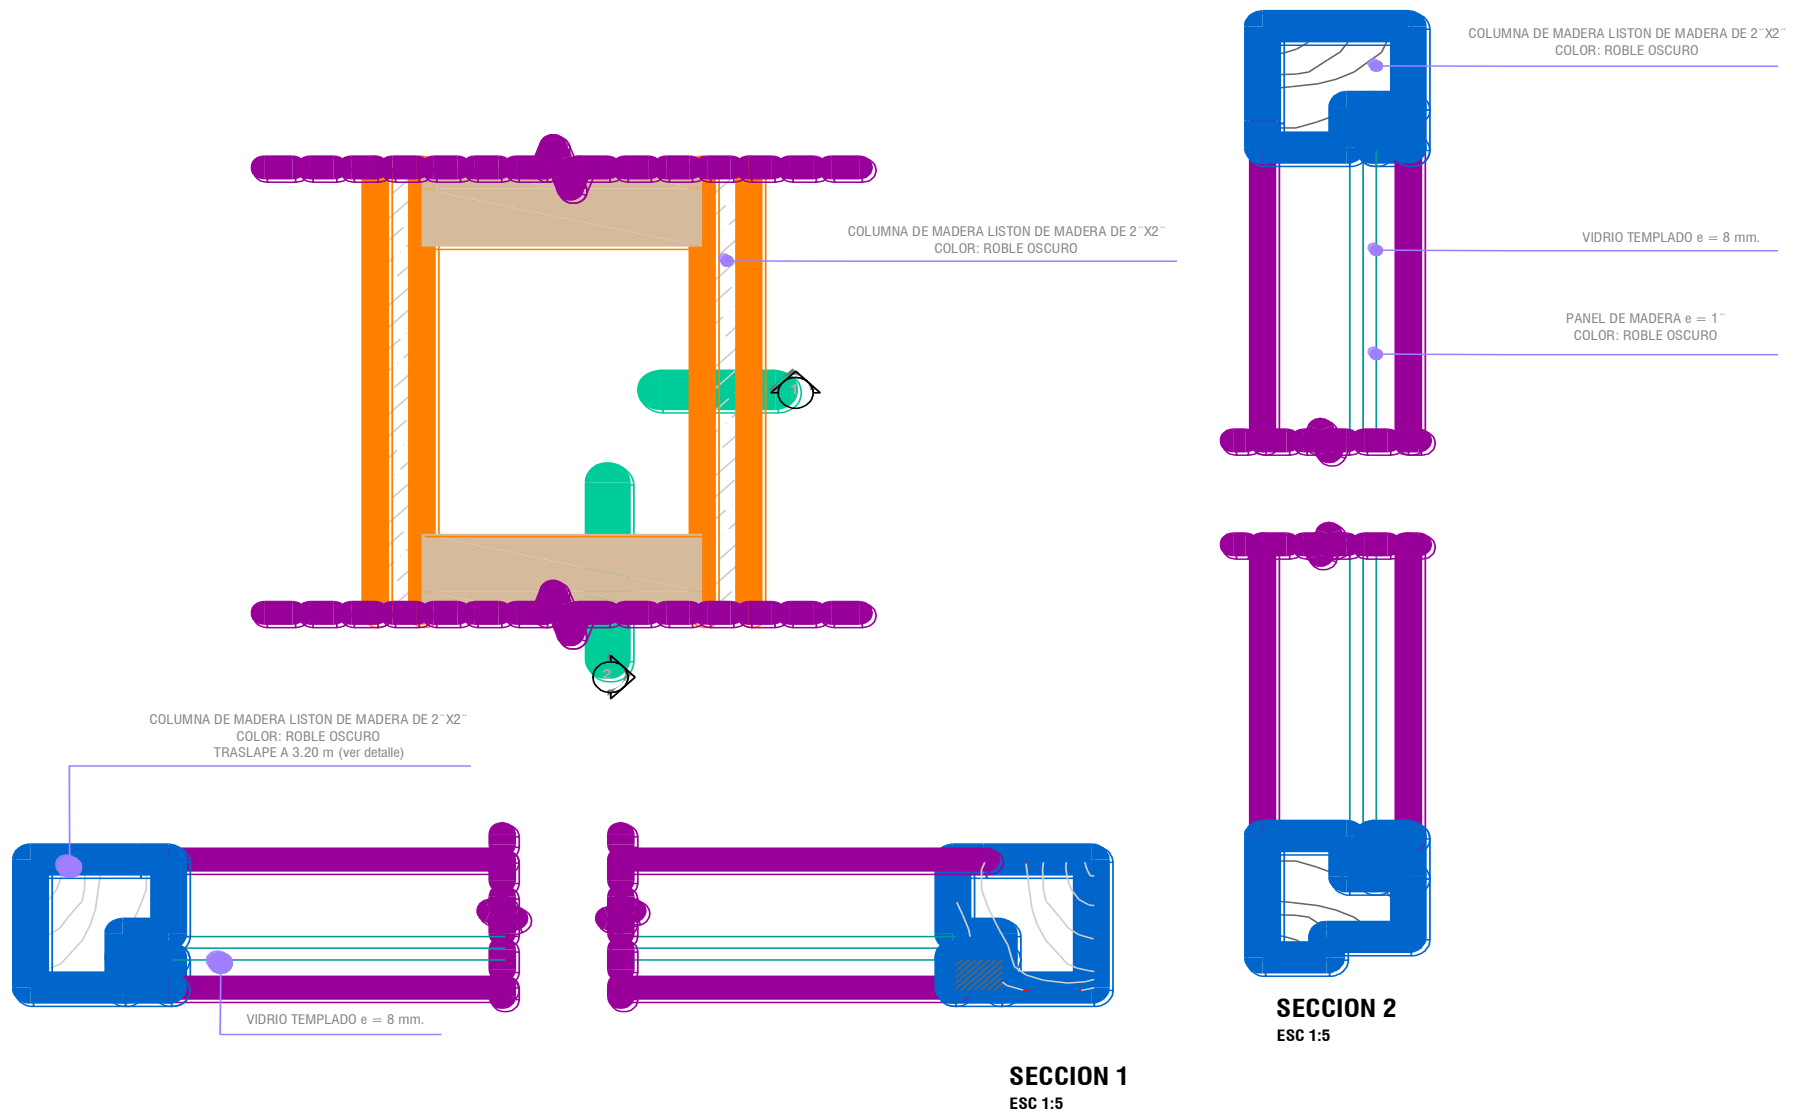 COLUMNA DE MADERA LISTON DE MADERA DE 2¨X2¨
COLOR: ROBLE OSCURO
COLUMNA DE MADERA LISTON DE MADERA DE 2¨X2¨
COLOR: ROBLE OSCURO
VIDRIO TEMPLADO e = 8 mm.
PANEL DE MADERA e = 1¨
COLOR: ROBLE OSCURO
1
2
COLUMNA DE MADERA LISTON DE MADERA DE 2¨X2¨
COLOR: ROBLE OSCURO
TRASLAPE A 3.20 m (ver detalle)
VIDRIO TEMPLADO e = 8 mm.
SECCION 2
ESC 1:5
SECCION 1
ESC 1:5